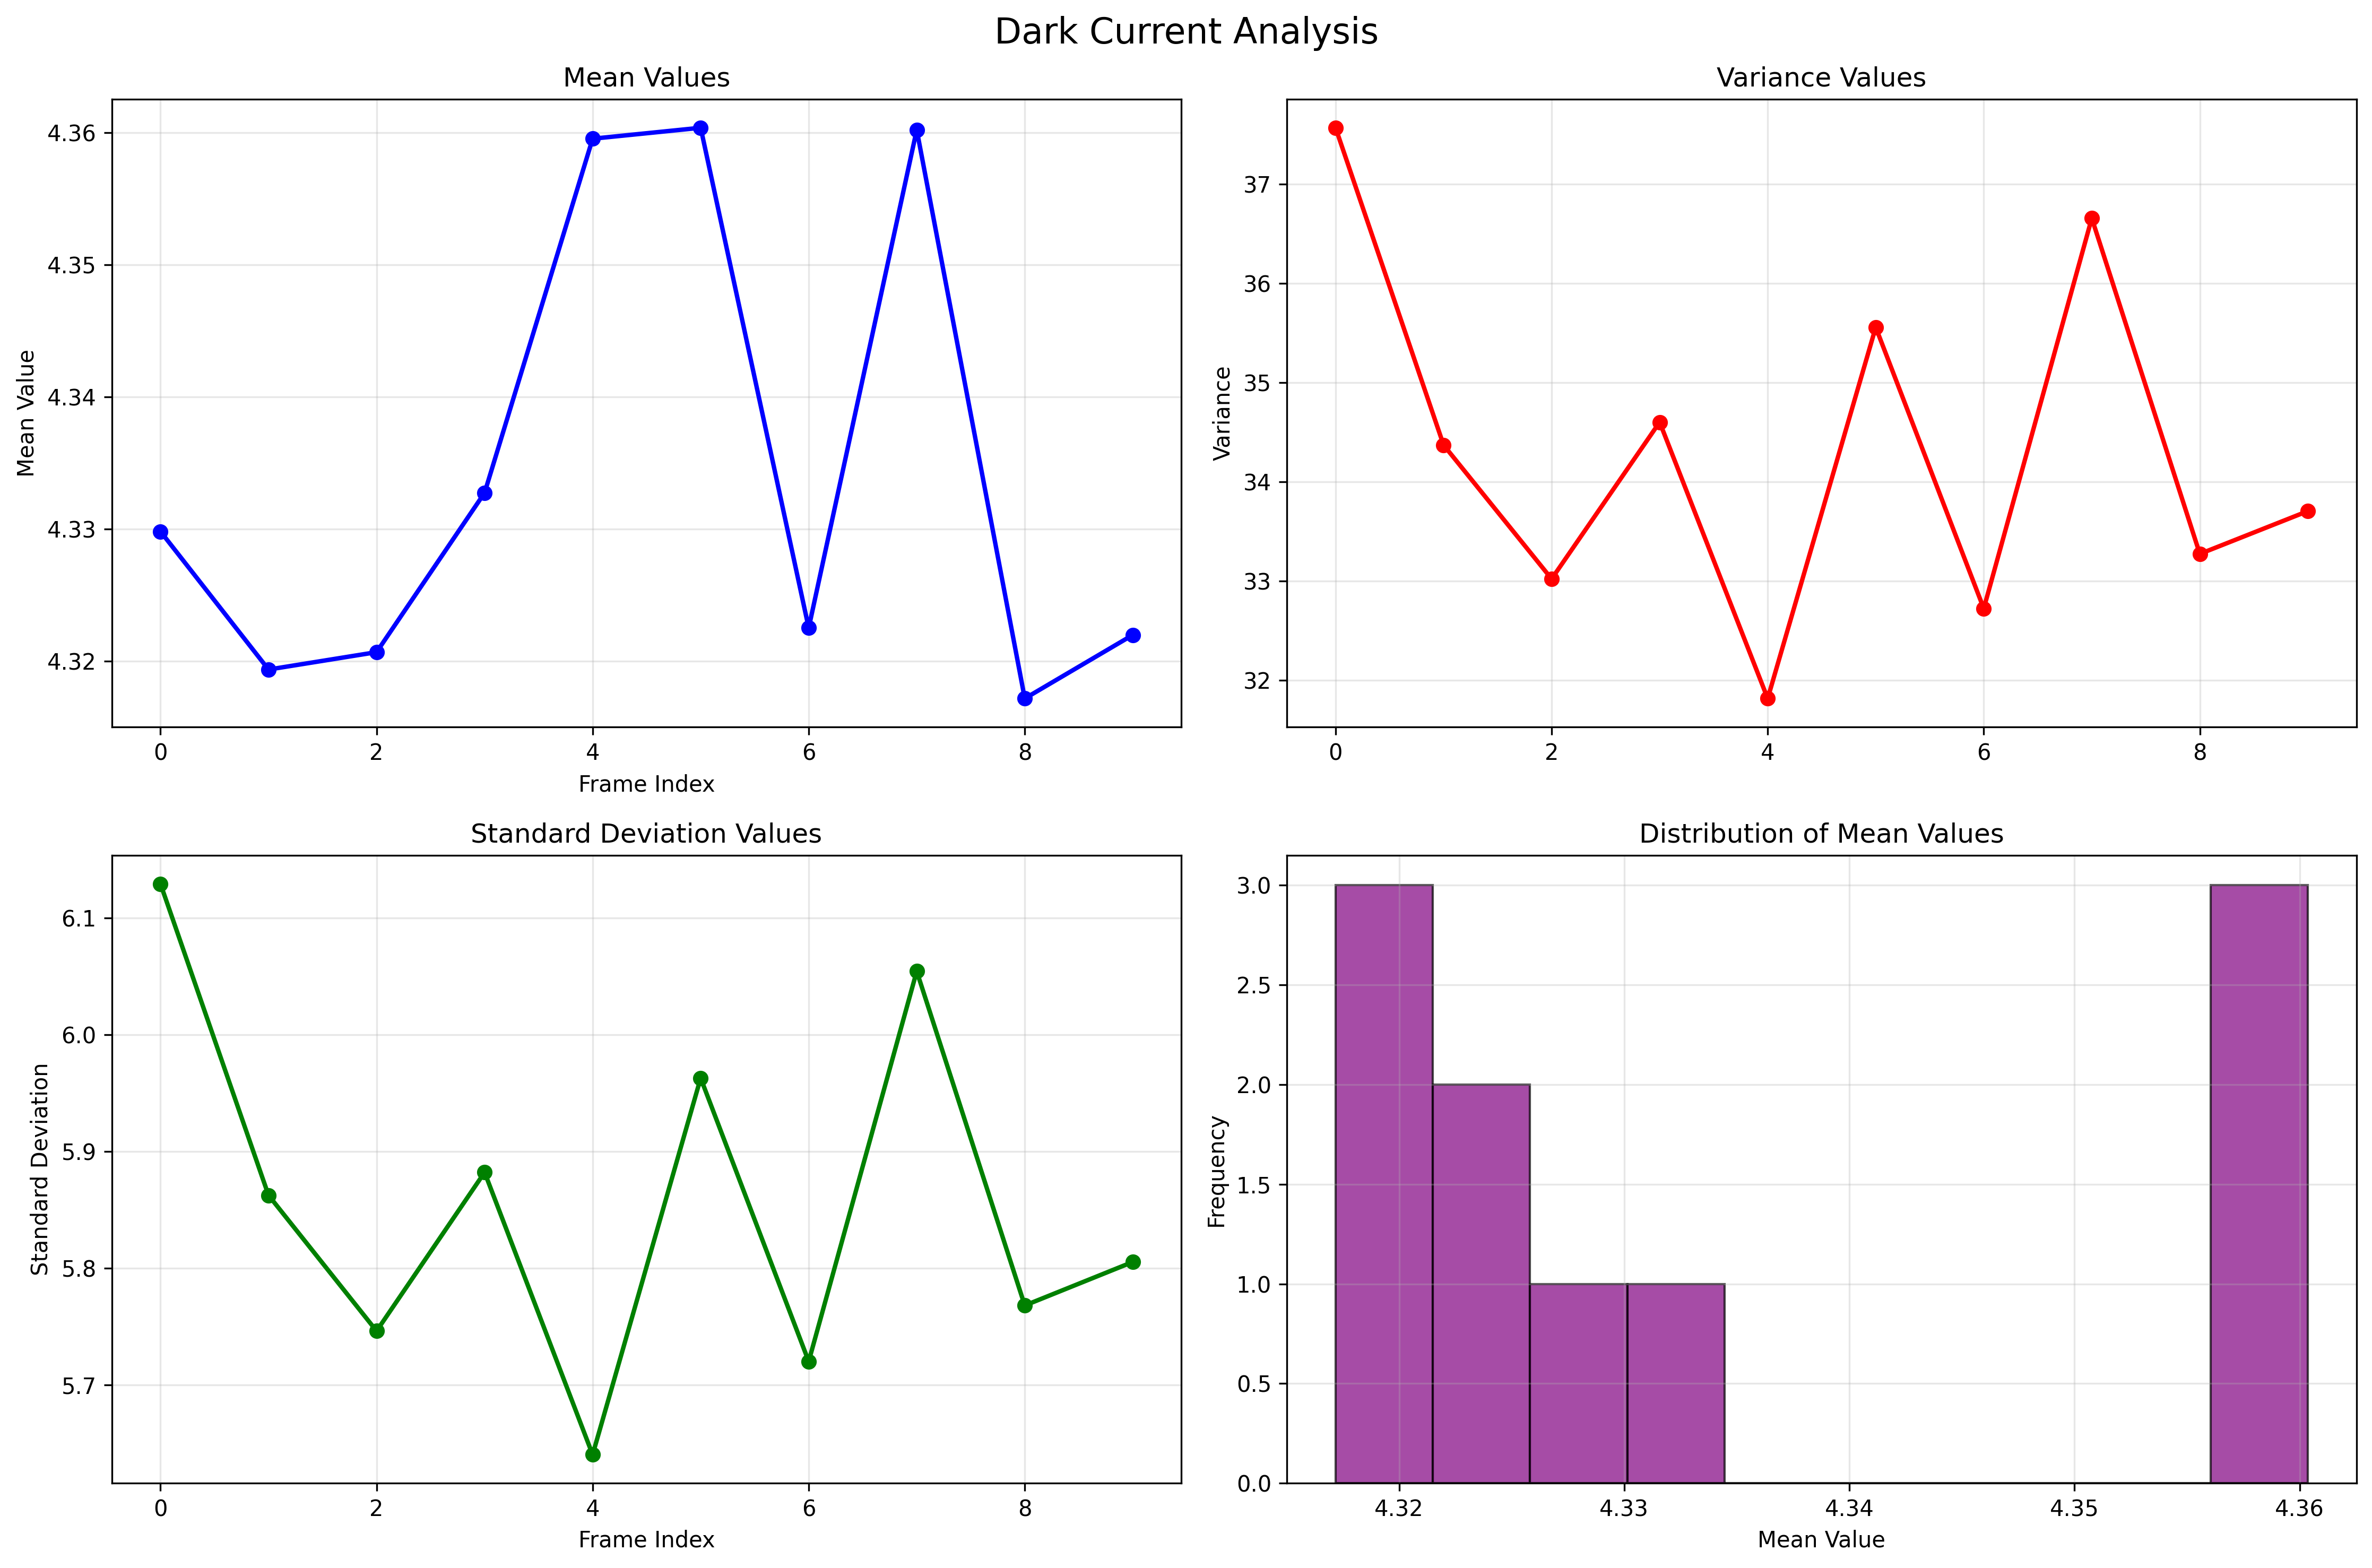 Dark Current Analysis
Mean Values
Mean Value
4.36
4.35
4.34
4.33
4.32
0 2 4 6 8
Frame Index
Variance Values
Variance
37
36
35
34
33
32
0 2 4 6 8
Standard Deviation Values
Standard Deviation
6.1
6.0
5.9
5.8
5.7
0 2 4 6 8
Frame Index
Distribution of Mean Values
Frequency
3.0
2.5
2.0
1.5
1.0
0.5
0.0
4.32 4.33 4.34 4.35 4.36
Mean Value